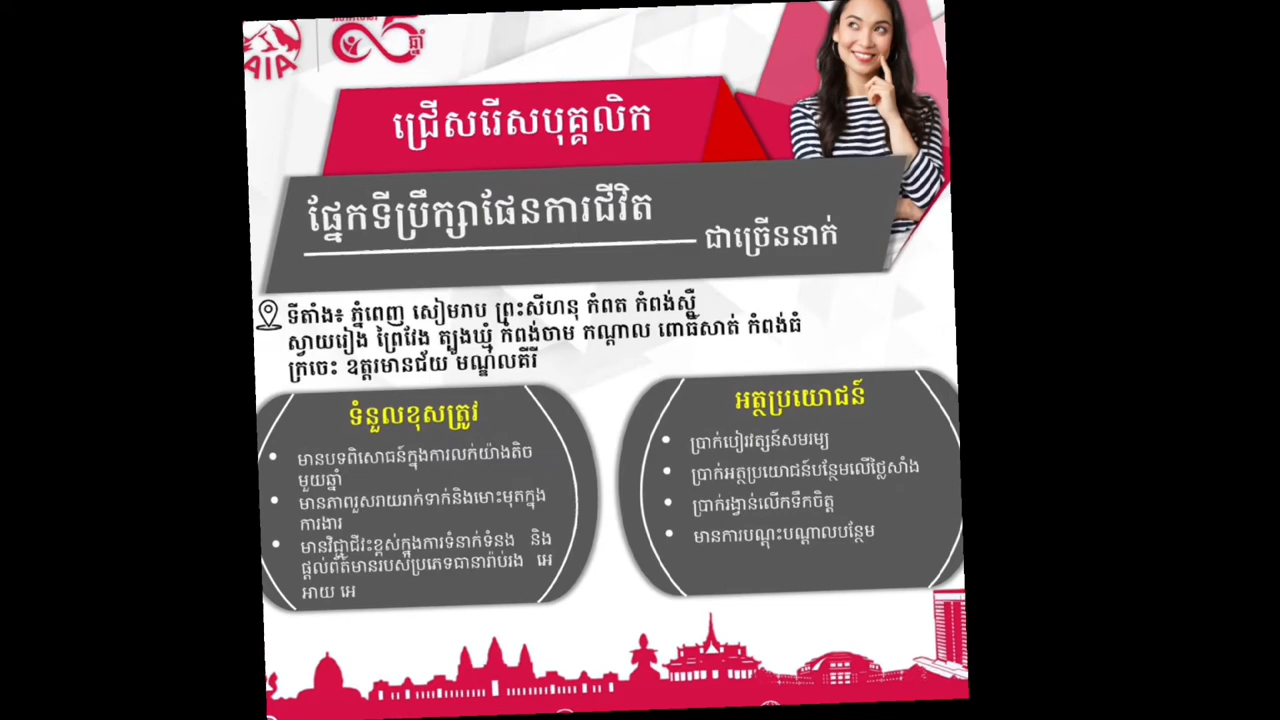 AIA
ឆ្នាំ
ជ្រើសរើសបុគ្គលិក
ផ្នែកទីប្រឹក្សាផែនការជីវិត
ជាច្រើននាក់
ទីតាំង៖ ភ្នំពេញ សៀមរាប ព្រះសីហនុ កំពត កំពង់ស្ពឺ
ស្វាយរៀង ព្រៃវែង ត្បូងឃ្មុំ កំពង់ចាម កណ្តាល ពោធិ៍សាត់ កំពង់ធំ
ក្រចេះ ឧត្តរមានជ័យ មណ្ឌលគីរី
ទំនួលខុសត្រូវ
• មានបទពិសោធន៍ក្នុងការលក់យ៉ាងតិច
មួយឆ្នាំ
• មានភាពរួសរាយរាក់ទាក់និងមោះមុតក្នុង
ការងារ
• មានវិជ្ជាជីវះខ្ពស់ក្នុងការទំនាក់ទំនង និង
ផ្តល់ព័ត៌មានរបស់ប្រភេទធានារ៉ាប់រង អេ
អាយ អេ
អត្ថប្រយោជន៍
• ប្រាក់បៀរវត្សន៍សមរម្យ
• ប្រាក់អត្ថប្រយោជន៍បន្ថែមលើថ្លៃសាំង
• ប្រាក់រង្វាន់លើកទឹកចិត្ត
• មានការបណ្តុះបណ្តាលបន្ថែម